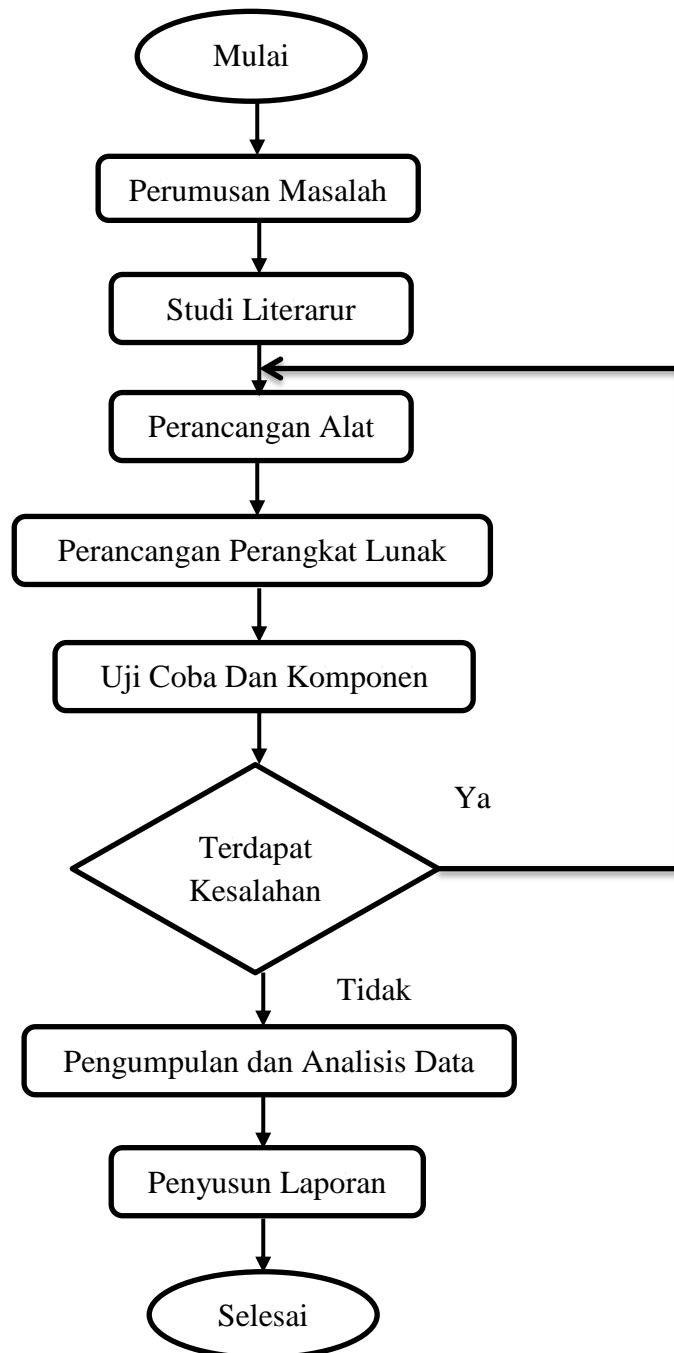 Mulai
Perumusan Masalah
Studi Literarur
Perancangan Alat
Perancangan Perangkat Lunak
Uji Coba Dan Komponen
Ya
Terdapat
Kesalahan
Tidak
Pengumpulan dan Analisis Data
Penyusun Laporan
Selesai